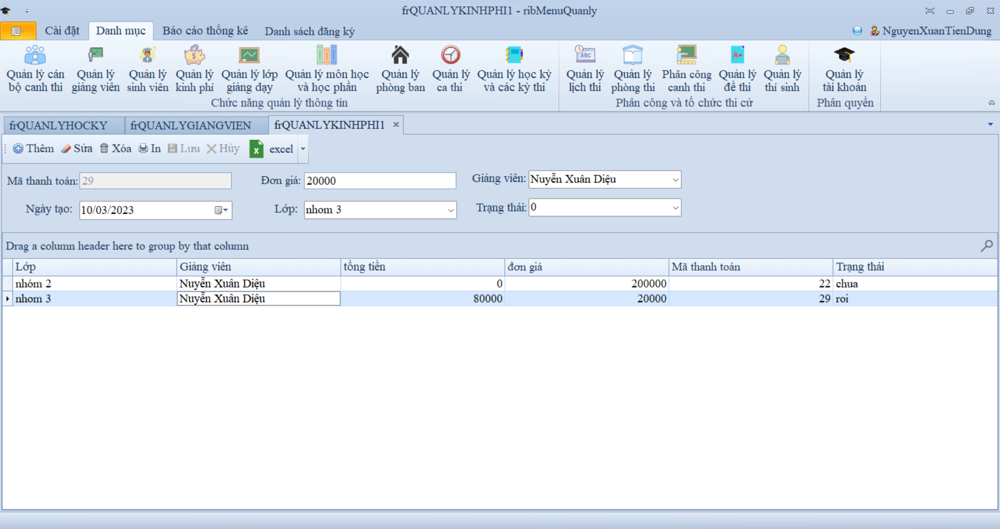 frQUANLYKINHPHI1 - ribMenuQuanly
Cài đặt
Danh mục
Báo cáo thống kê
Danh sách đăng ký
NguyenXuanTienDung
Quản lý cán
bộ canh thi
Quản lý
giảng viên
Quản lý
sinh viên
Quản lý
kinh phí
Quản lý lớp
giảng dạy
Quản lý môn học
và học phần
Quản lý
phòng ban
Quản lý
ca thi
Quản lý học kỳ
và các kỳ thi
Chức năng quản lý thông tin
Quản lý
lịch thi
Quản lý
phòng thi
Phân công
canh thi
Quản lý
đề thi
Quản lý
thí sinh
Phân công và tổ chức thi cử
Quản lý
tài khoản
Phân quyền
frQUANLYHOCKY
frQUANLYGIANGVIEN
frQUANLYKINHPHI1
Thêm Sửa Xóa In Lưu Hủy excel
Mã thanh toán: 29
Đơn giá: 20000
Giảng viên: Nuyễn Xuân Diệu
Ngày tạo: 10/03/2023
Lớp: nhom 3
Trạng thái: 0
Drag a column header here to group by that column
Lớp Giảng viên tổng tiền đơn giá Mã thanh toán Trạng thái
nhóm 2 Nuyễn Xuân Diệu 0 200000 22 chua
nhom 3 Nuyễn Xuân Diệu 80000 20000 29 roi